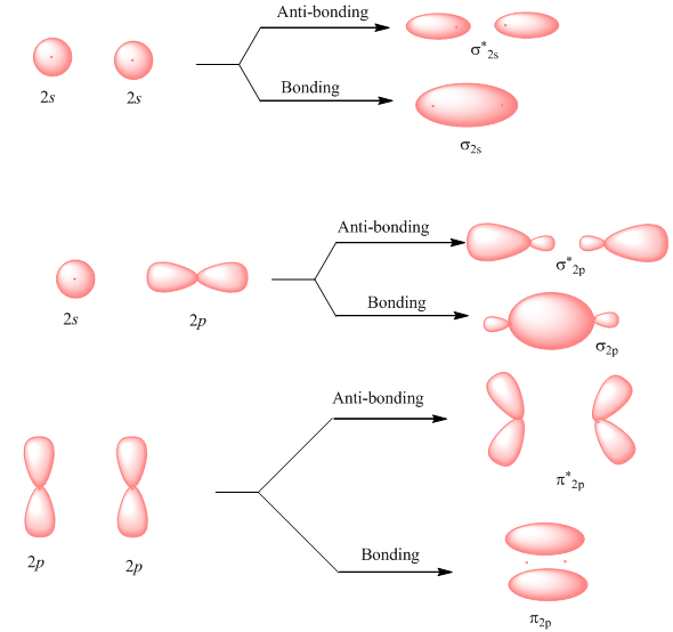 Anti-bonding
σ*2s
2s 2s
Bonding
σ2s
Anti-bonding
σ*2p
2s 2p
Bonding
σ2p
Anti-bonding
π*2p
2p 2p
Bonding
π2p